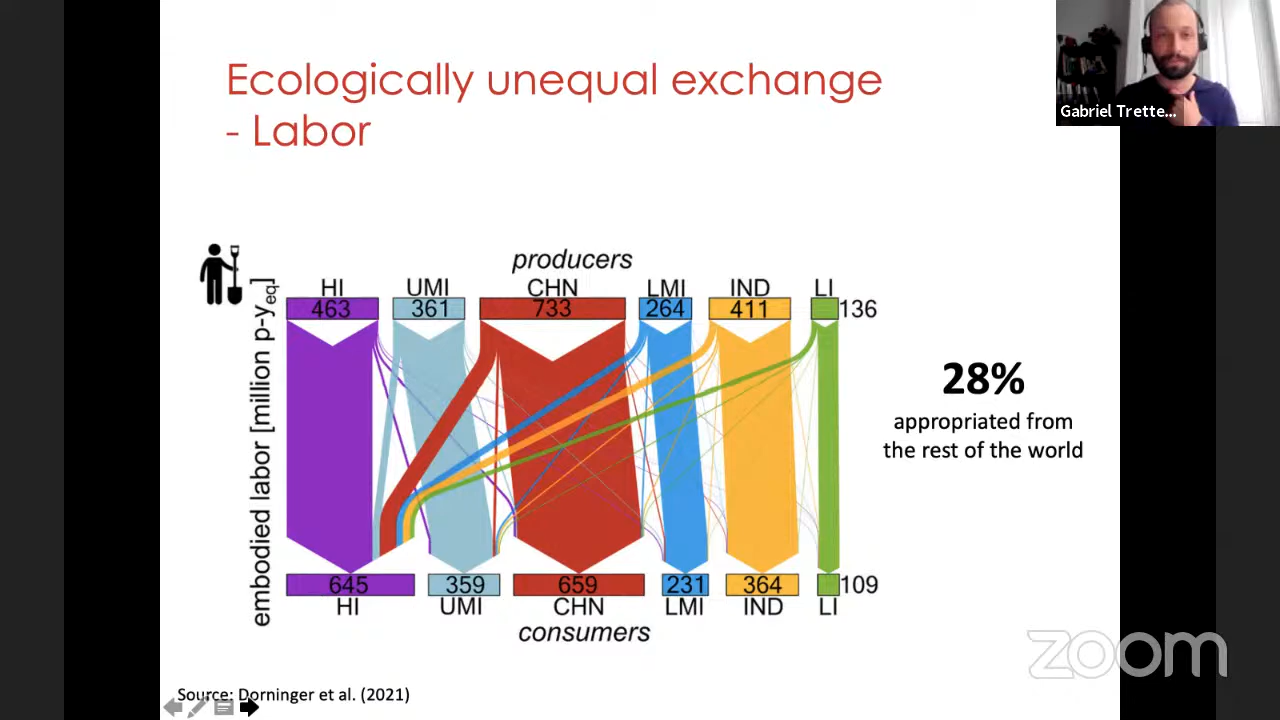 Ecologically unequal exchange
- Labor
Gabriel Trette...
producers
HI UMI CHN LMI IND LI
463 361 733 264 411 136
embodied labor [million p-yeq]
28%
appropriated from
the rest of the world
645 359 659 231 364 109
HI UMI CHN LMI IND LI
consumers
zoom
Source: Dorninger et al. (2021)